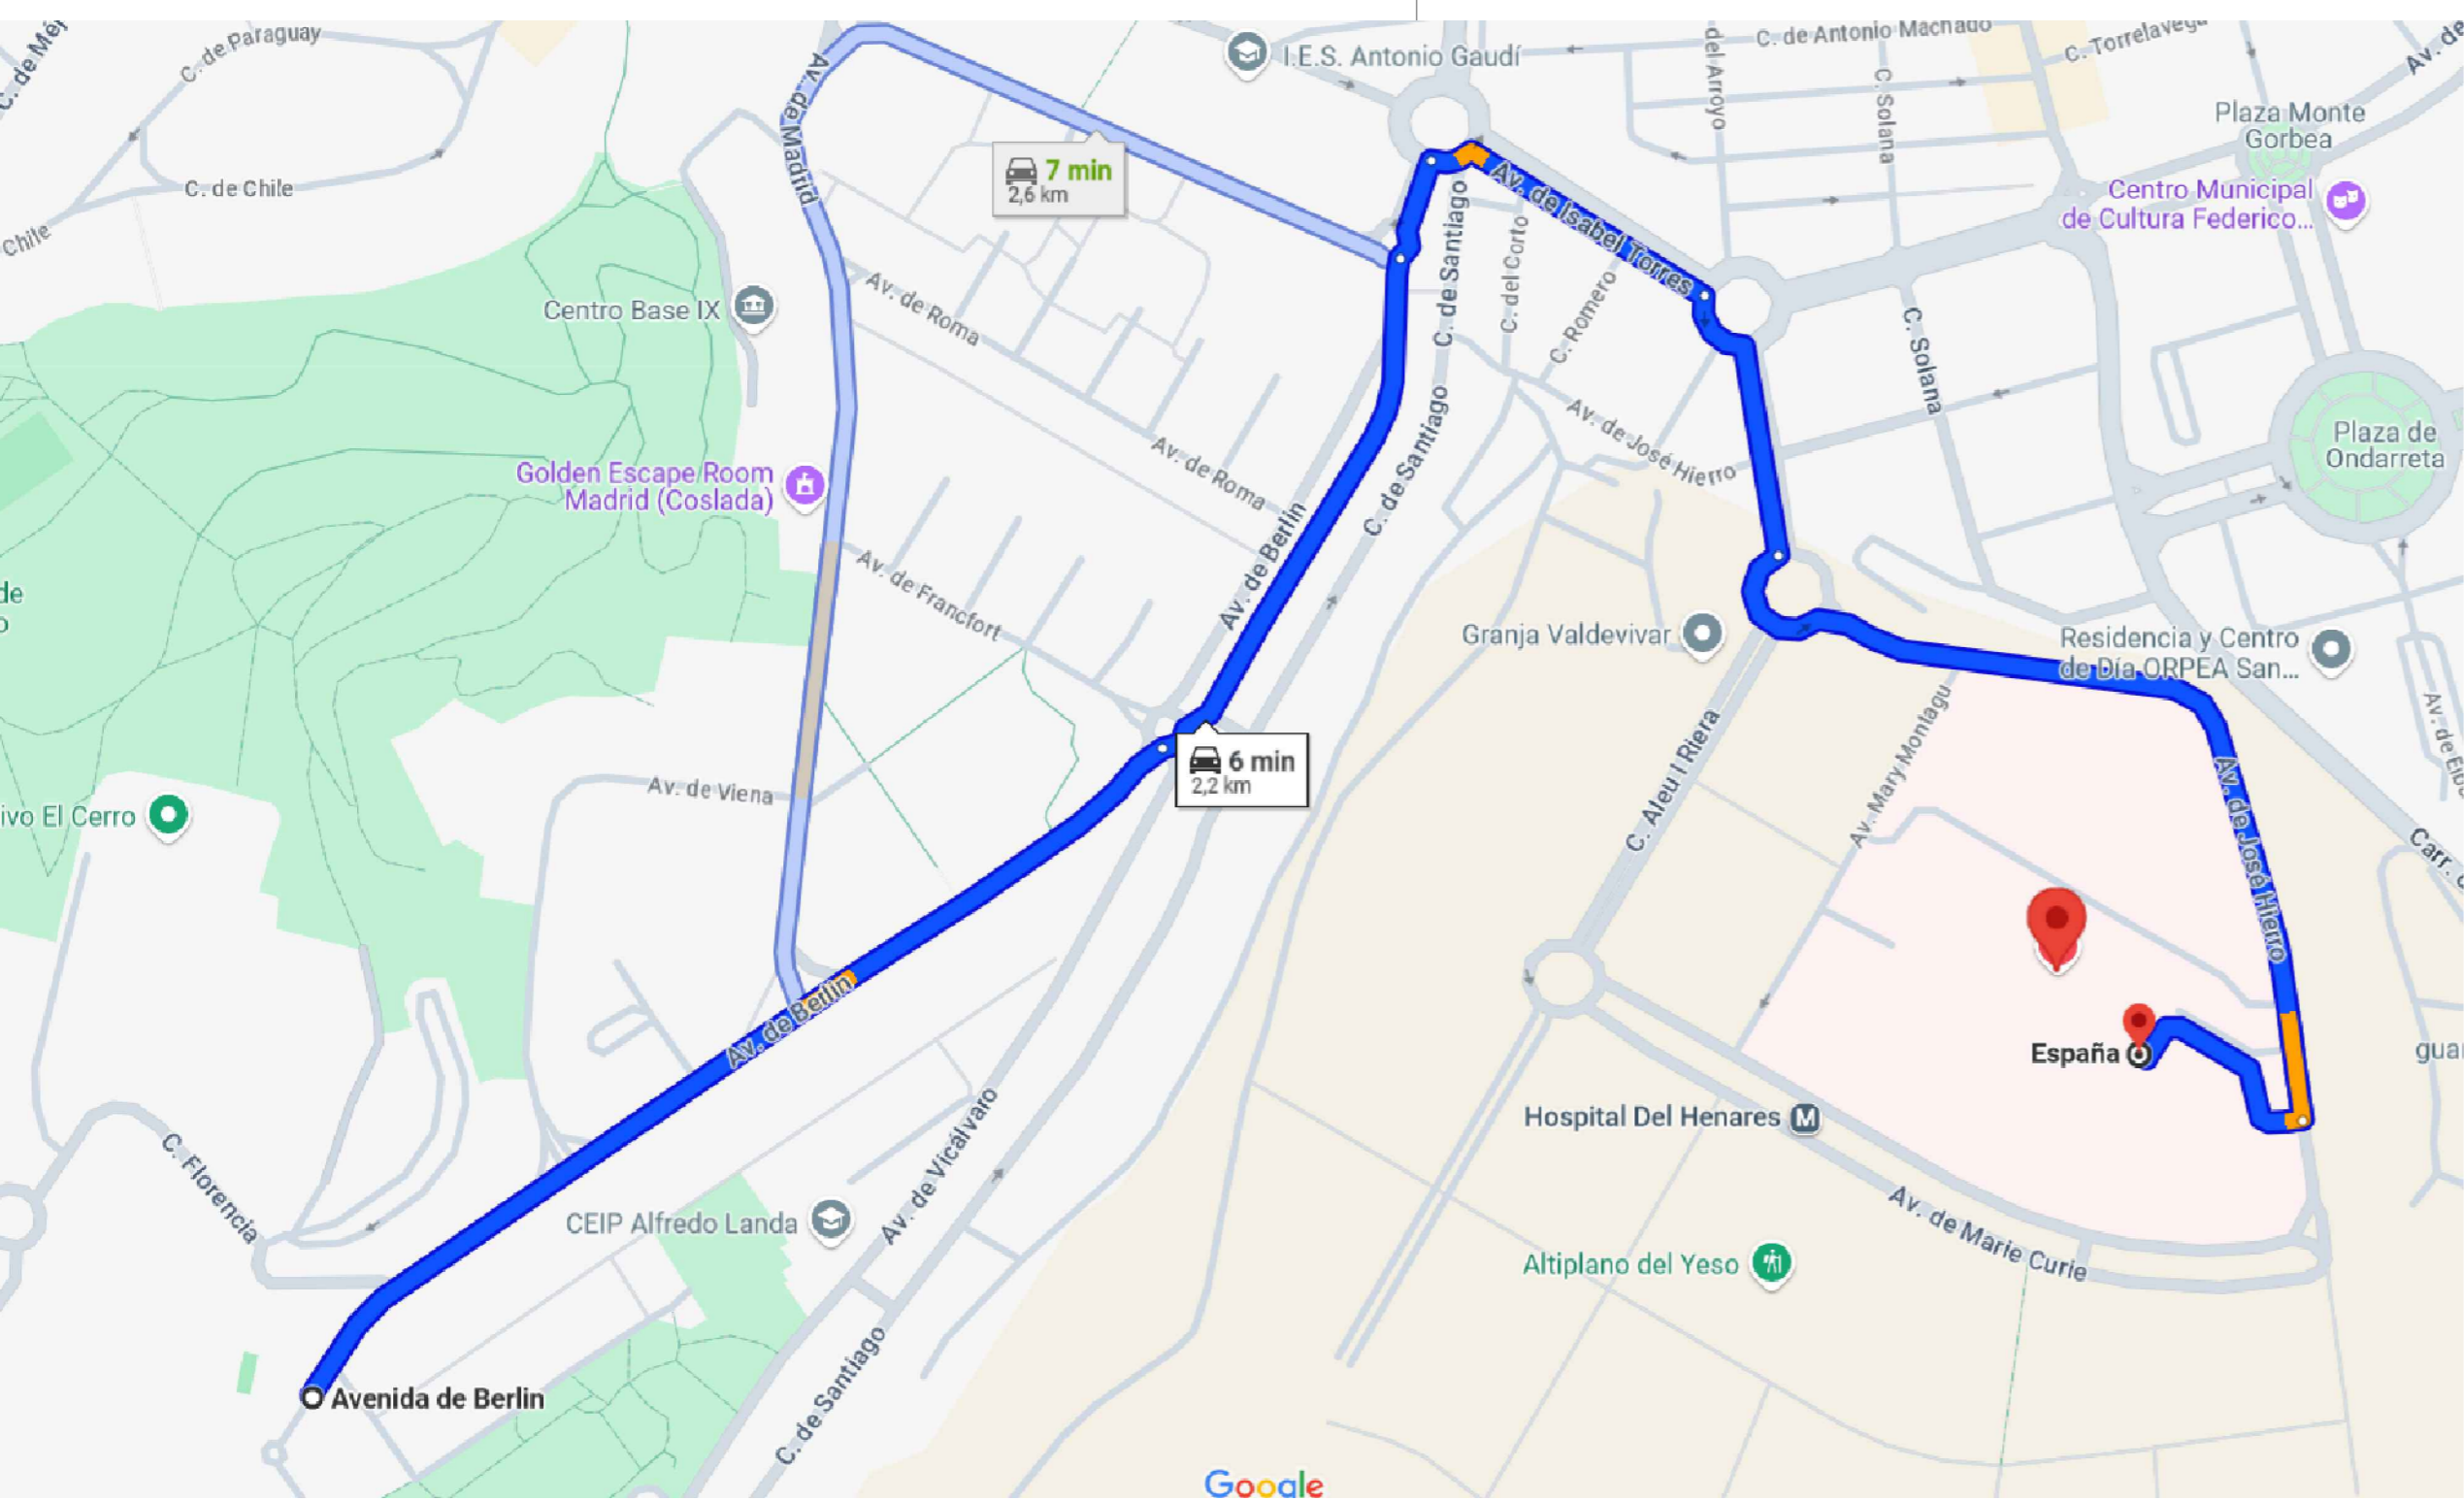 C. de Paraguay
C. de Chile
Chile
Av. de Madrid
7 min
2,6 km
I.E.S. Antonio Gaudí
C. de Antonio Machado
C. Torrelavega
del Arroyo
C. Solana
Plaza Monte
Gorbea
Centro Municipal
de Cultura Federico...
Av. de Isabel Torres
C. de Santiago
C. del Corto
C. Romero
Centro Base IX
Av. de Roma
C. Solana
Av. de José Hierro
Plaza de
Ondarreta
Golden Escape Room
Madrid (Coslada)
Av. de Roma
C. de Santiago
Av. de Berlin
Av. de Francfort
de
Granja Valdevivar
Residencia y Centro
de Día ORPEA San...
6 min
2,2 km
Av. de Viena
C. Aleu I Riera
Av. Mary Montagu
Av. de José Hierro
Carr.
ivo El Cerro
Av. de Berlin
España
Hospital Del Henares
M
C. Florencia
CEIP Alfredo Landa
Av. de Vicálvaro
Av. de Marie Curie
Altiplano del Yeso
Avenida de Berlin
C. de Santiago
Google